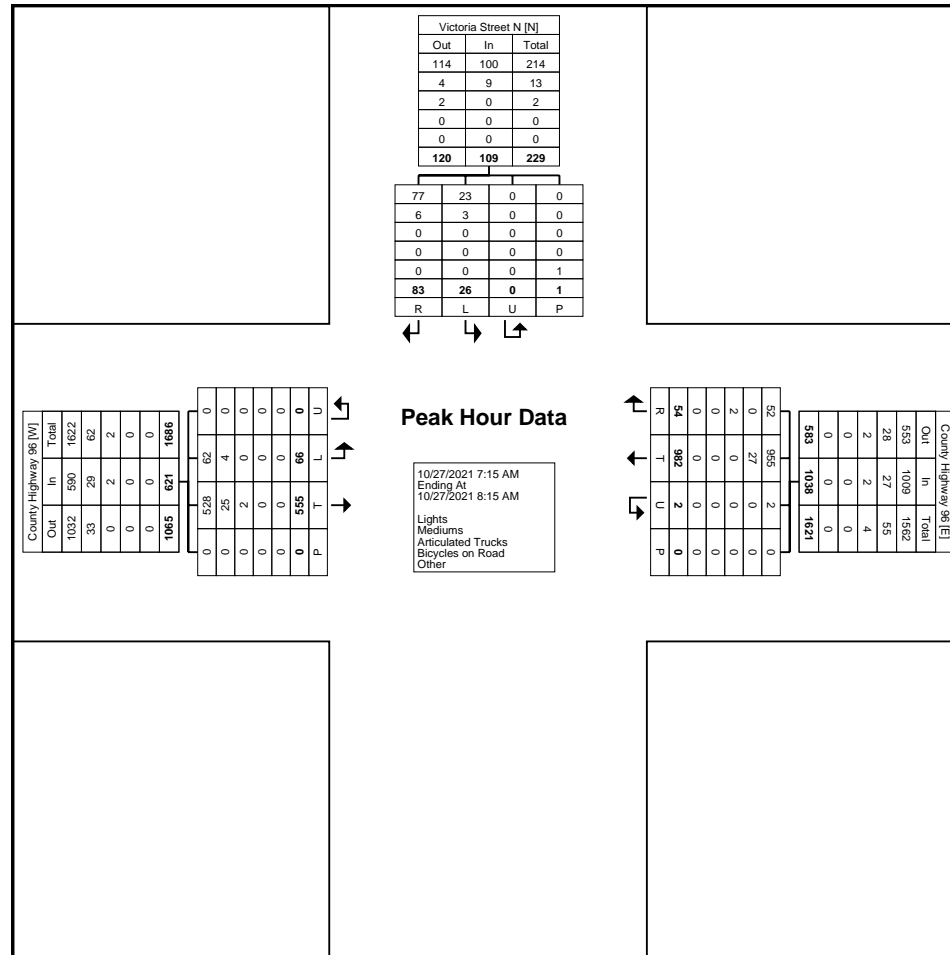 Victoria Street N [N]
Out In Total
114 100 214
4 9 13
2 0 2
0 0 0
0 0 0
120 109 229
77 23 0 0
6 3 0 0
0 0 0 0
0 0 0 0
0 0 0 1
83 26 0 1
R L U P
County Highway 96 [W]
Out In Total
1032 590 1622
33 29 62
0 2 2
0 0 0
0 0 0
1065 621 1686
0 528 62 0
0 25 4 0
0 2 0 0
0 0 0 0
0 0 0 0
0 555 66 0
P T L U
Peak Hour Data
10/27/2021 7:15 AM
Ending At
10/27/2021 8:15 AM
Lights
Mediums
Articulated Trucks
Bicycles on Road
Other
County Highway 96 [E]
Out In Total
553 1009 1562
28 27 55
2 2 4
0 0 0
0 0 0
583 1038 1621
52 955 2 0
0 27 0 0
2 0 0 0
0 0 0 0
0 0 0 0
54 982 2 0
R T U P